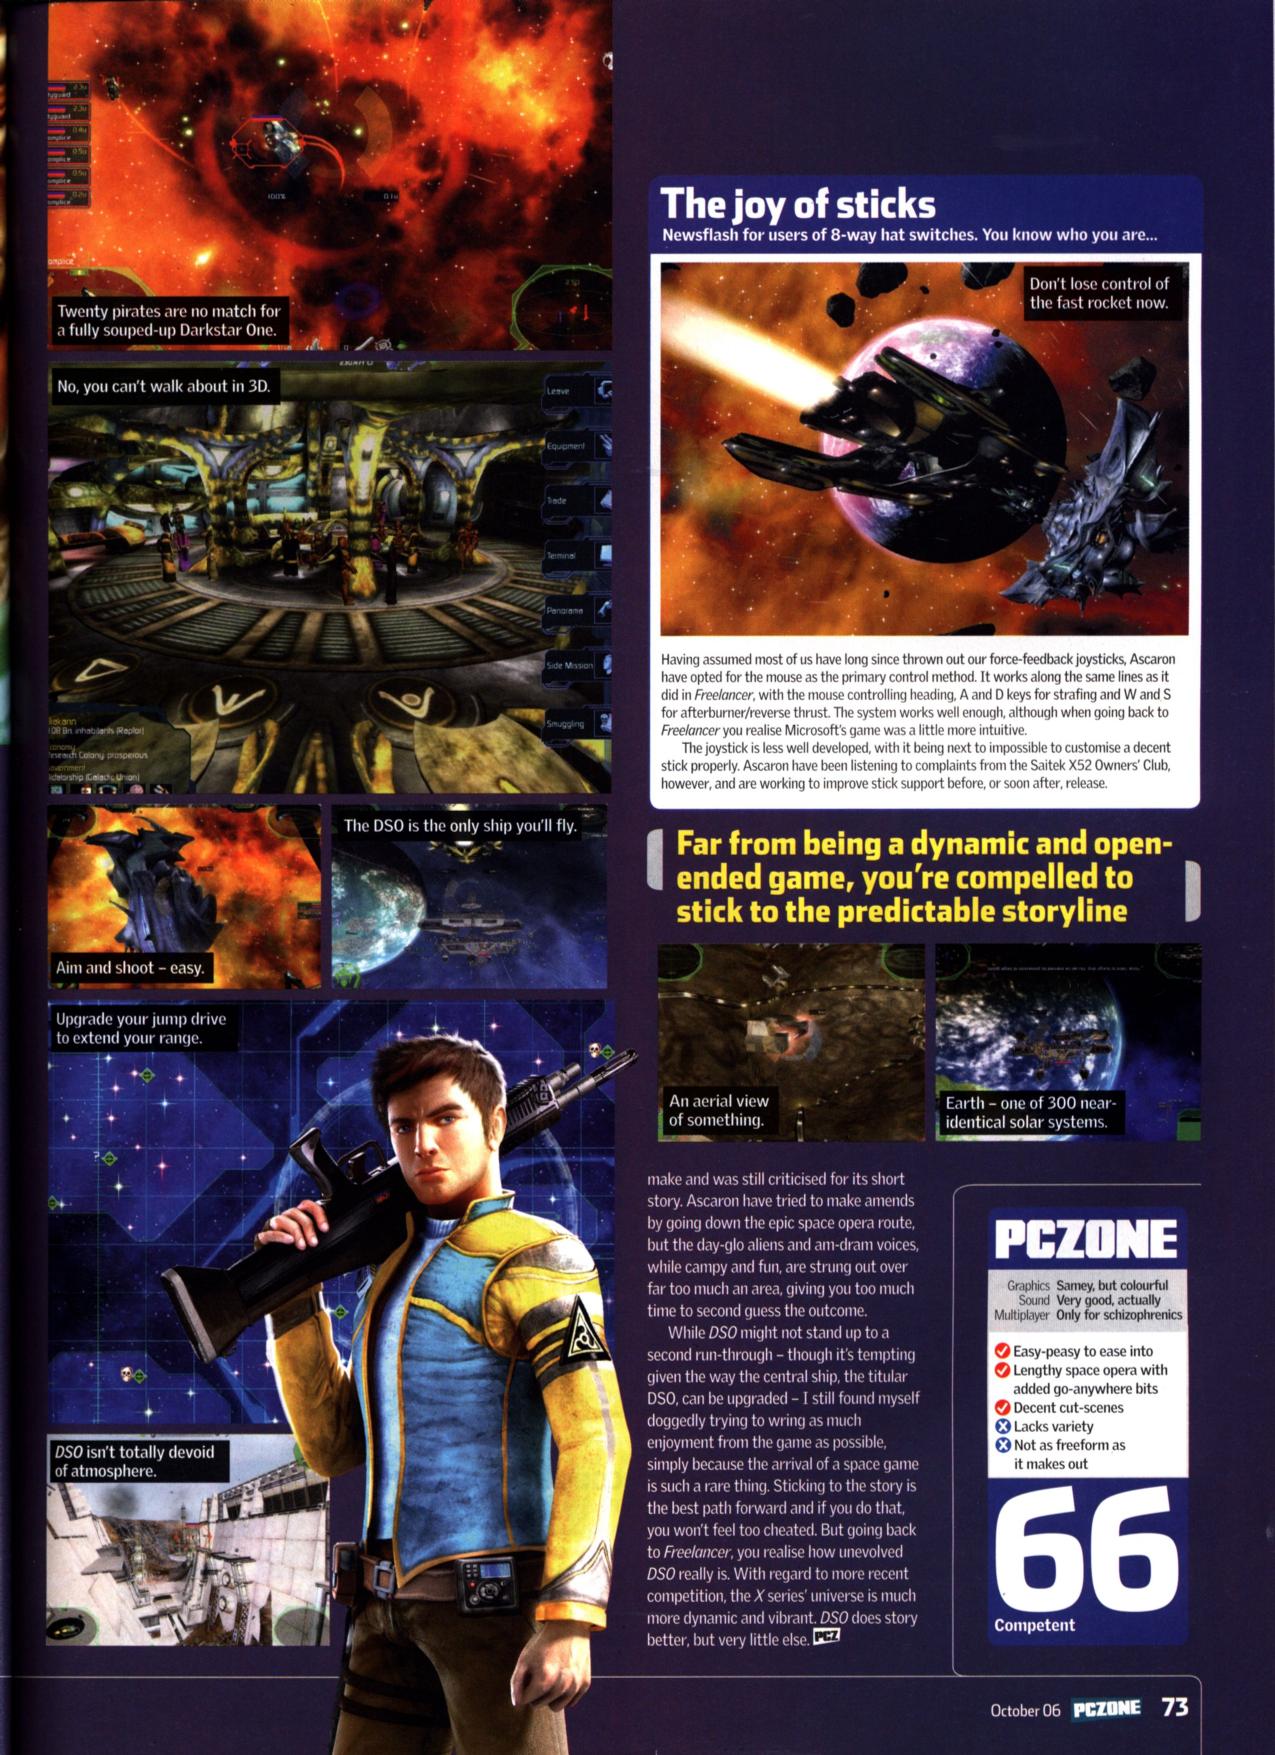 Twenty pirates are no match for
a fully souped-up Darkstar One.
No, you can't walk about in 3D.
Leave
Equipment
Trade
Terminal
Panorama
Side Mission
Smuggling
The DSO is the only ship you'll fly.
Aim and shoot – easy.
Upgrade your jump drive
to extend your range.
DSO isn't totally devoid
of atmosphere.
The joy of sticks
Newsflash for users of 8-way hat switches. You know who you are...
Don't lose control of
the fast rocket now.
Having assumed most of us have long since thrown out our force-feedback joysticks, Ascaron
have opted for the mouse as the primary control method. It works along the same lines as it
did in Freelancer, with the mouse controlling heading, A and D keys for strafing and W and S
for afterburner/reverse thrust. The system works well enough, although when going back to
Freelancer you realise Microsoft's game was a little more intuitive.
The joystick is less well developed, with it being next to impossible to customise a decent
stick properly. Ascaron have been listening to complaints from the Saitek X52 Owners' Club,
however, and are working to improve stick support before, or soon after, release.
Far from being a dynamic and open-
ended game, you're compelled to
stick to the predictable storyline
An aerial view
of something.
Earth – one of 300 near-
identical solar systems.
make and was still criticised for its short
story. Ascaron have tried to make amends
by going down the epic space opera route,
but the day-glo aliens and am-dram voices,
while campy and fun, are strung out over
far too much an area, giving you too much
time to second guess the outcome.
While DSO might not stand up to a
second run-through – though it's tempting
given the way the central ship, the titular
DSO, can be upgraded – I still found myself
doggedly trying to wring as much
enjoyment from the game as possible,
simply because the arrival of a space game
is such a rare thing. Sticking to the story is
the best path forward and if you do that,
you won't feel too cheated. But going back
to Freelancer, you realise how unevolved
DSO really is. With regard to more recent
competition, the X series' universe is much
more dynamic and vibrant. DSO does story
better, but very little else. PCZ
PCZONE
Graphics Samey, but colourful
Sound Very good, actually
Multiplayer Only for schizophrenics
Easy-peasy to ease into
Lengthy space opera with
added go-anywhere bits
Decent cut-scenes
Lacks variety
Not as freeform as
it makes out
66
Competent
October 06 PCZONE 73